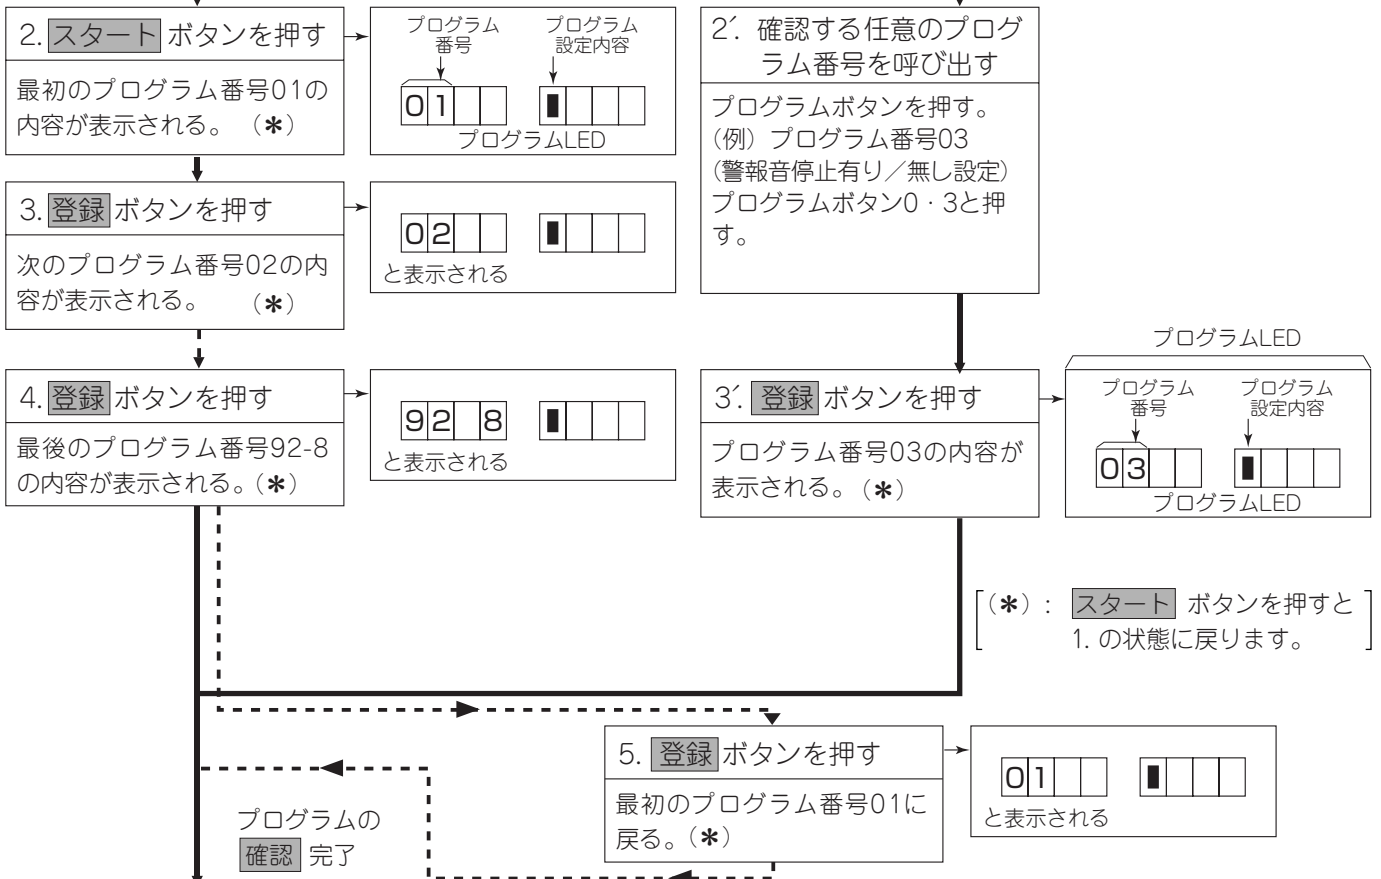 2. スタート ボタンを押す
最初のプログラム番号01の
内容が表示される。 (＊)
プログラム
番号
プログラム
設定内容
01
プログラムLED
3. 登録 ボタンを押す
次のプログラム番号02の内
容が表示される。 (＊)
02
と表示される
4. 登録 ボタンを押す
最後のプログラム番号92-8
の内容が表示される。(＊)
92 8
と表示される
2′. 確認する任意のプログ
ラム番号を呼び出す
プログラムボタンを押す。
(例) プログラム番号03
(警報音停止有り／無し設定)
プログラムボタン0・3と押
す。
3′. 登録 ボタンを押す
プログラム番号03の内容が
表示される。(＊)
プログラムLED
プログラム
番号
プログラム
設定内容
03
プログラムLED
(＊) : スタート ボタンを押すと
1. の状態に戻ります。
5. 登録 ボタンを押す
最初のプログラム番号01に
戻る。(＊)
01
と表示される
プログラムの
確認 完了